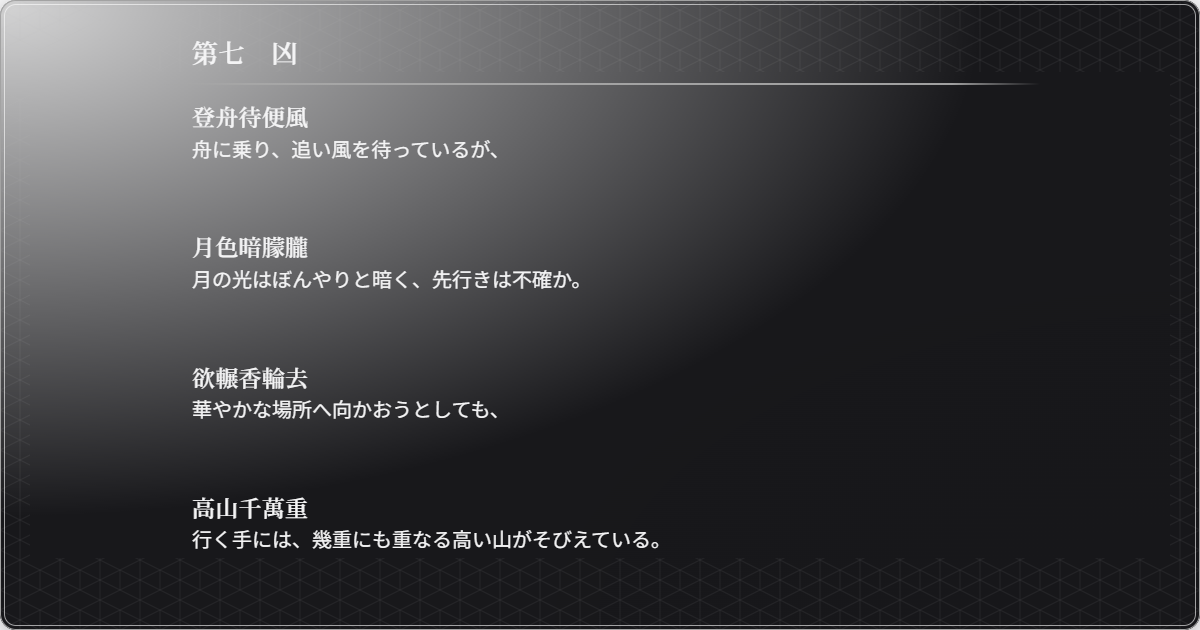 第七　凶
登舟待便風
舟に乗り、追い風を待っているが、
月色暗朦朧
月の光はぼんやりと暗く、先行きは不確か。
欲輾香輪去
華やかな場所へ向かおうとしても、
高山千萬重
行く手には、幾重にも重なる高い山がそびえている。